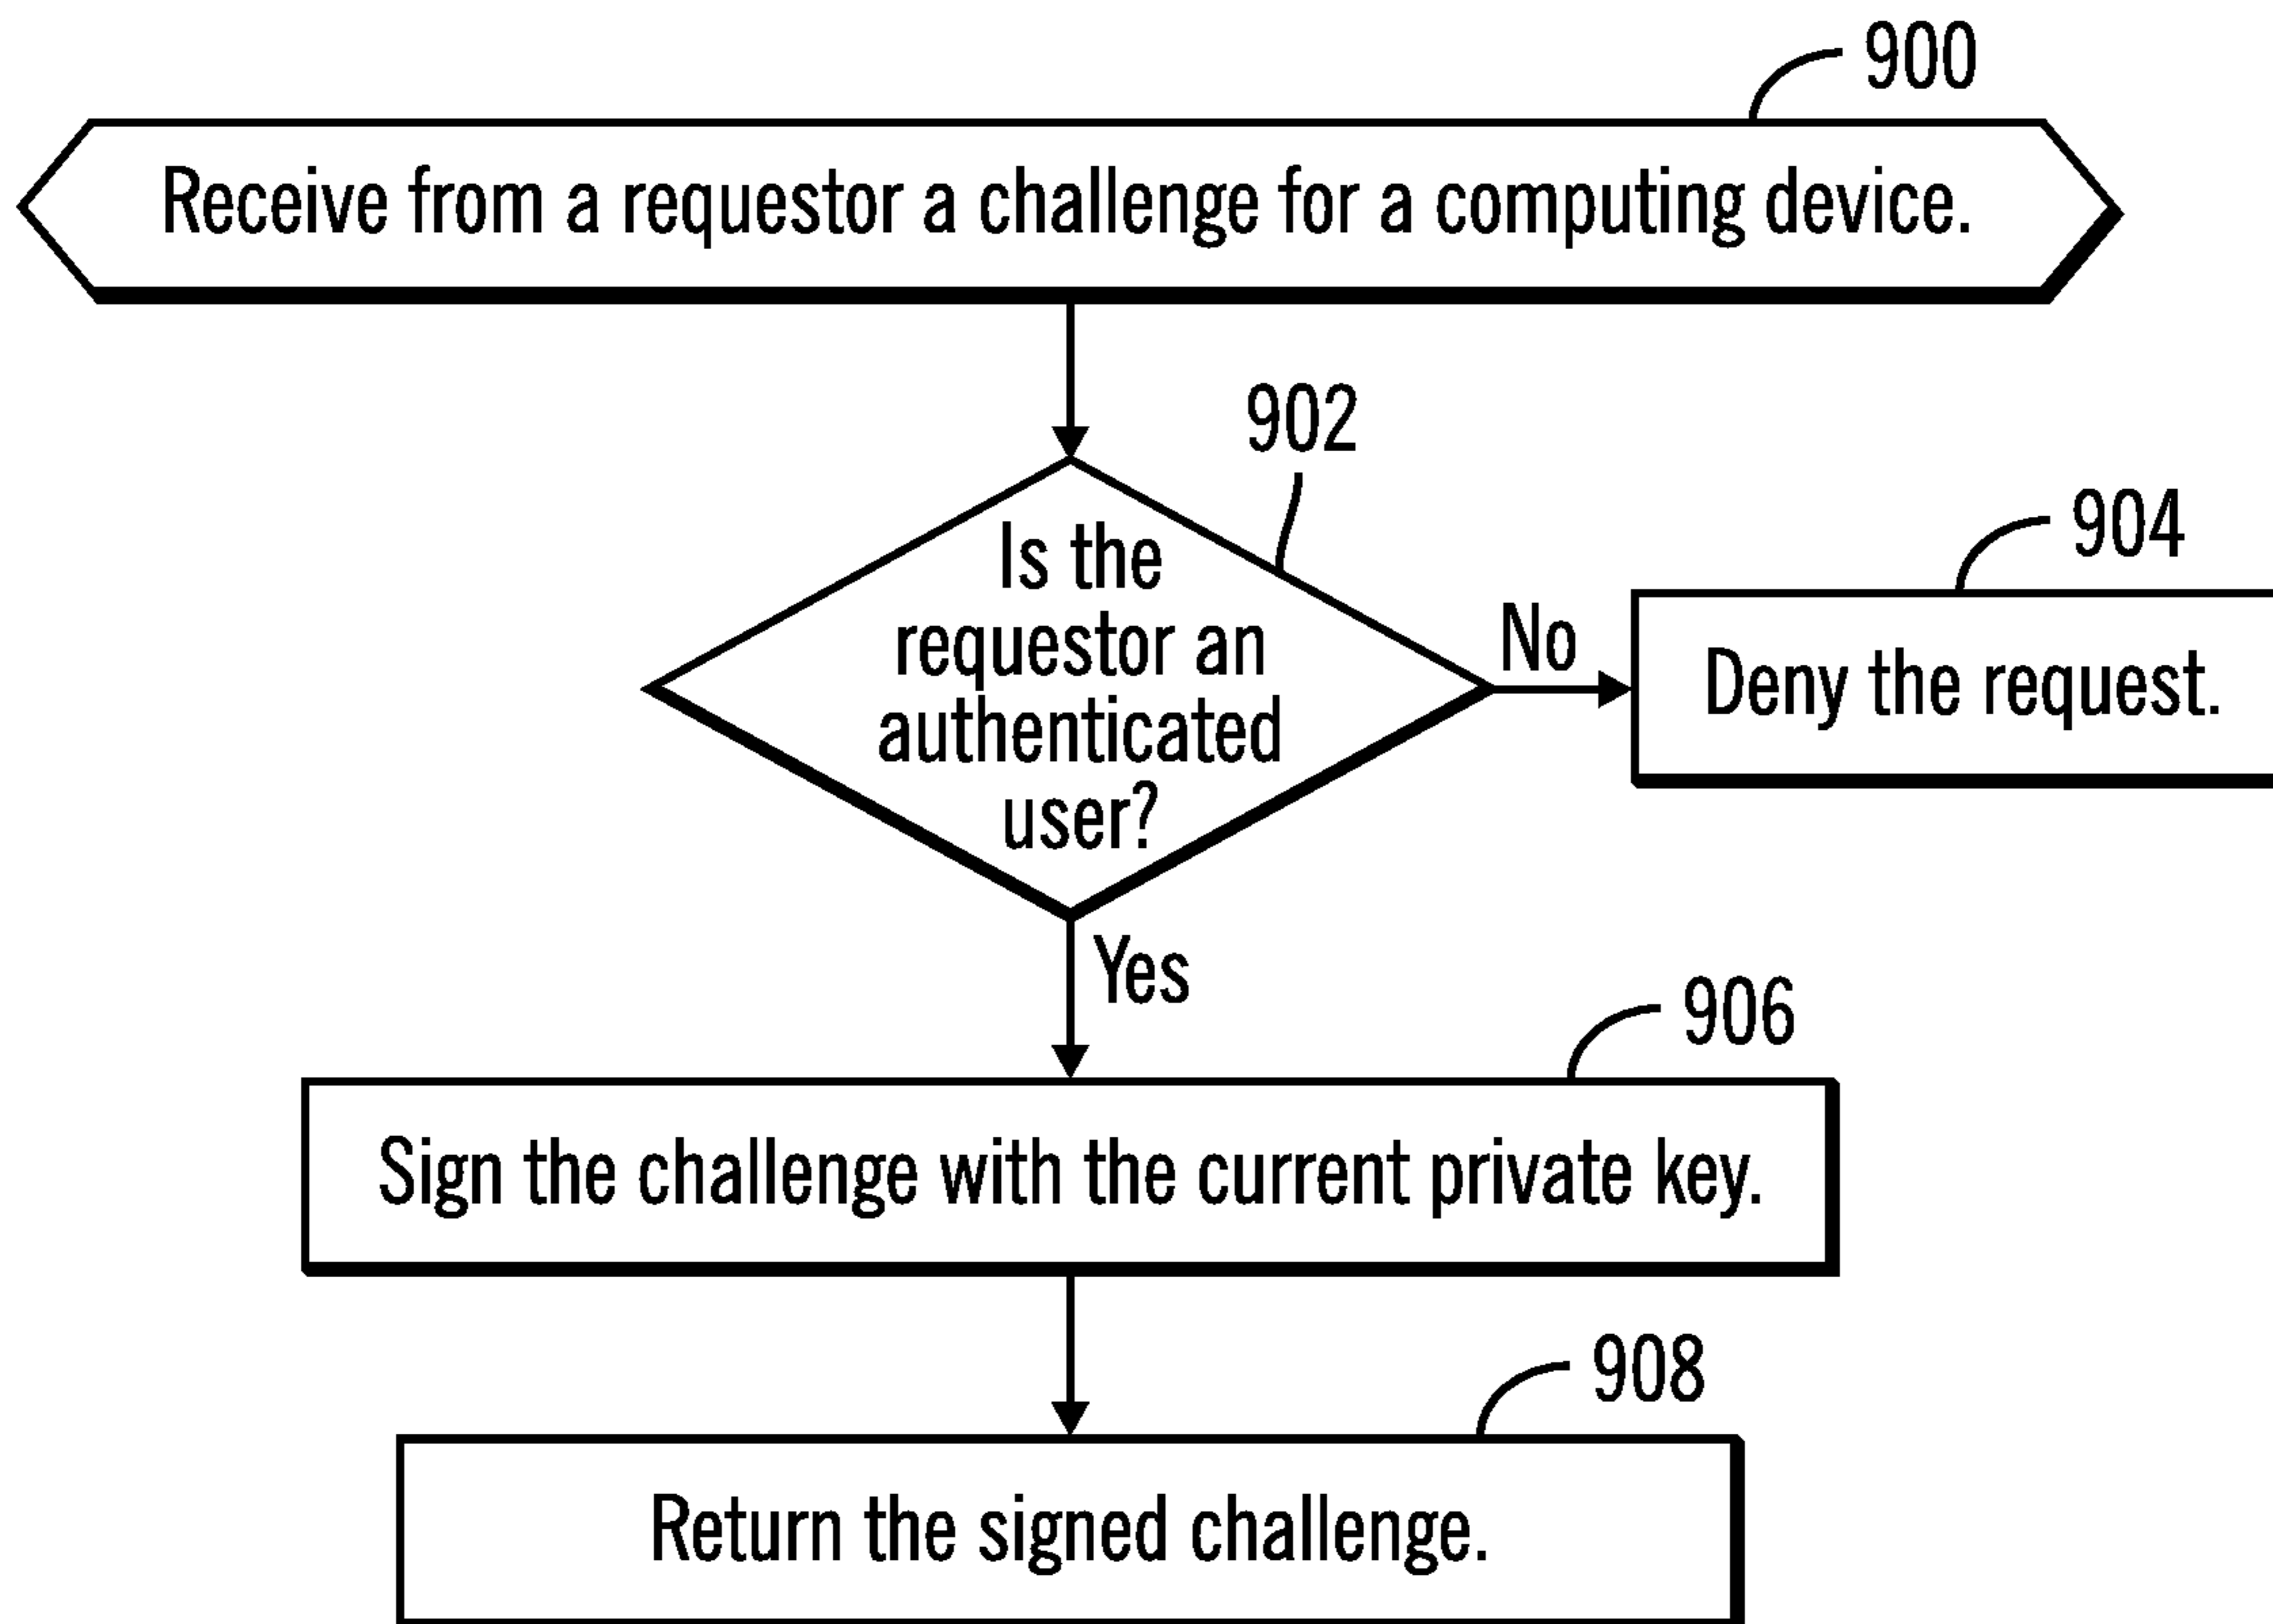 900
Receive from a requestor a challenge for a computing device.
902
Is the
requestor an
authenticated
user?
No
904
Deny the request.
Yes
906
Sign the challenge with the current private key.
908
Return the signed challenge.